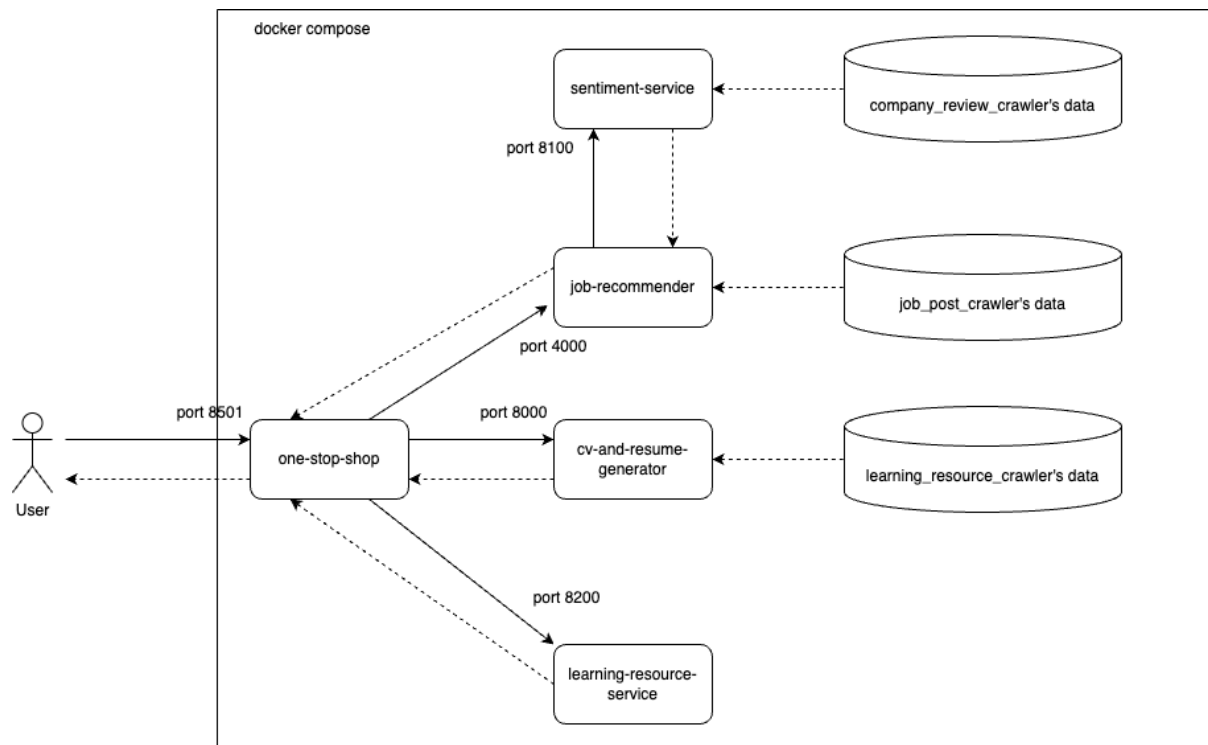 docker compose
sentiment-service
company_review_crawler's data
port 8100
job-recommender
job_post_crawler's data
port 4000
port 8501
port 8000
one-stop-shop
cv-and-resume-
generator
learning_resource_crawler's data
User
port 8200
learning-resource-
service